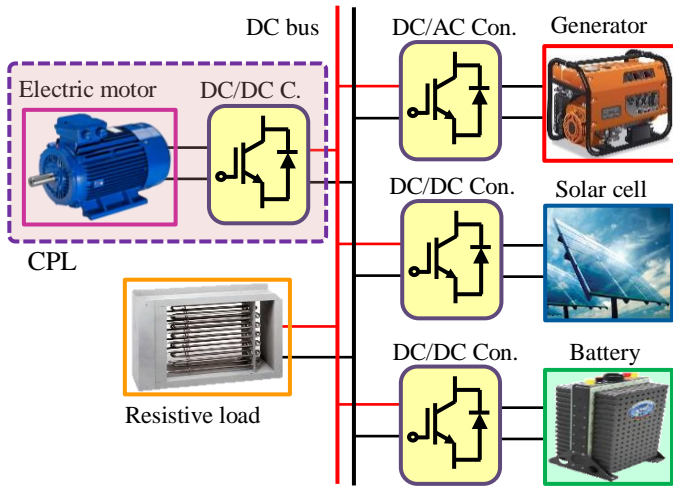 DC bus
DC/AC Con.
Generator
Electric motor
DC/DC C.
DC/DC Con.
Solar cell
CPL
DC/DC Con.
Battery
Resistive load